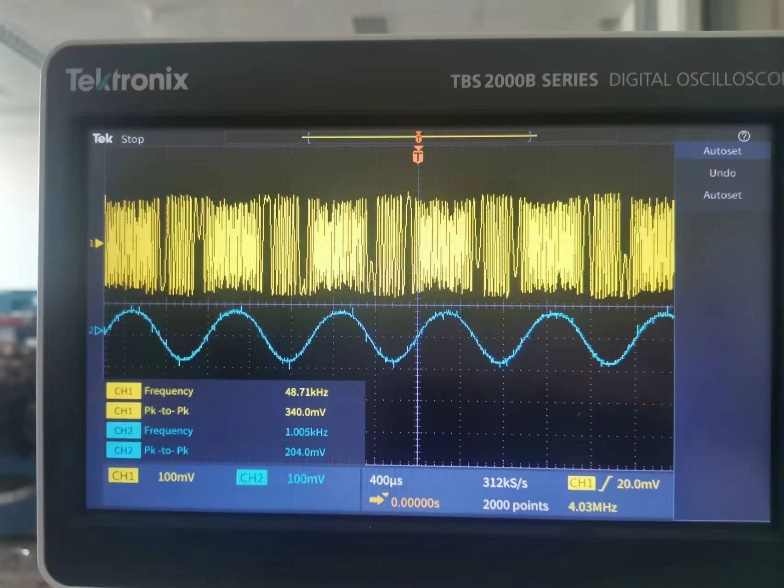 Tektronix
TBS 2000B SERIES DIGITAL OSCILLOSCO
Tek Stop
T
T
?
Autoset
Undo
Autoset
1
2
CH1 Frequency 48.71kHz
CH1 Pk-to-Pk 340.0mV
CH2 Frequency 1.005kHz
CH2 Pk-to-Pk 204.0mV
CH1 100mV CH2 100mV
400µs 312kS/s CH1 20.0mV
0.00000s 2000 points 4.03MHz